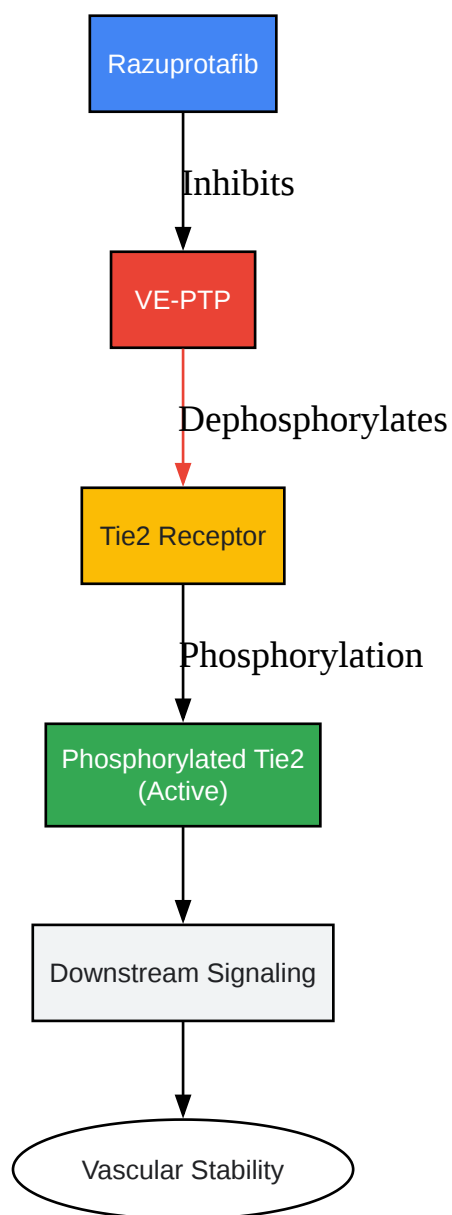 Razuprotafib
Inhibits
VE-PTP
Dephosphorylates
Tie2 Receptor
Phosphorylation
Phosphorylated Tie2
(Active)
Downstream Signaling
Vascular Stability